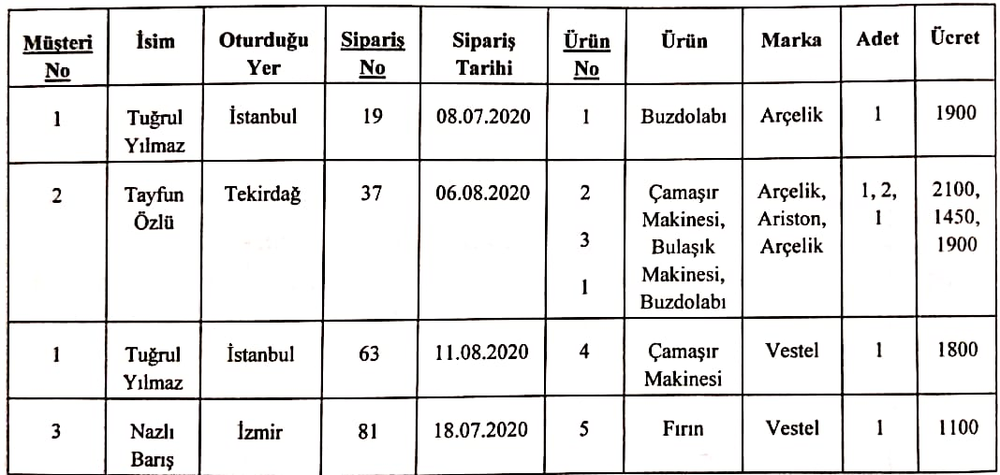 Müşteri No İsim Oturduğu Yer Sipariş No Sipariş Tarihi Ürün No Ürün Marka Adet Ücret
1 Tuğrul Yılmaz İstanbul 19 08.07.2020 1 Buzdolabı Arçelik 1 1900
2 Tayfun Özlü Tekirdağ 37 06.08.2020 2 3 1 Çamaşır Makinesi, Bulaşık Makinesi, Buzdolabı Arçelik, Ariston, Arçelik 1, 2, 1 2100, 1450, 1900
1 Tuğrul Yılmaz İstanbul 63 11.08.2020 4 Çamaşır Makinesi Vestel 1 1800
3 Nazlı Barış İzmir 81 18.07.2020 5 Fırın Vestel 1 1100